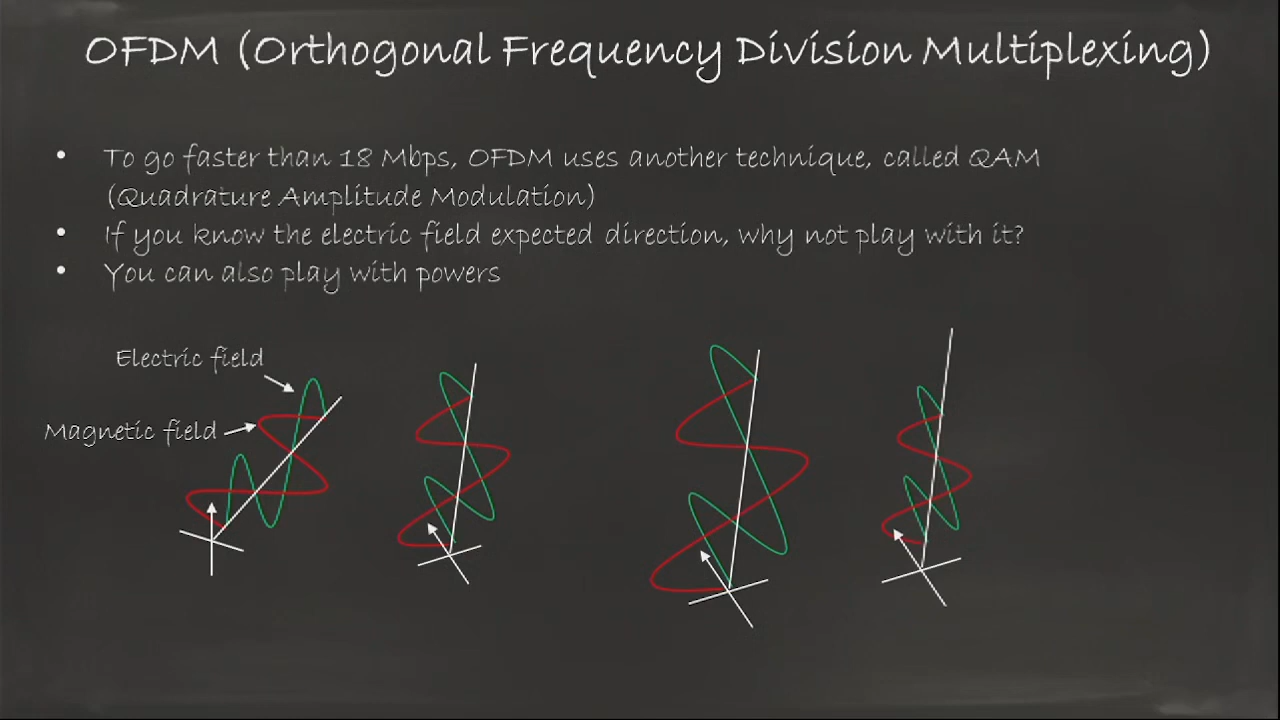 OFDM (Orthogonal Frequency Division Multiplexing)
• To go faster than 18 Mbps, OFDM uses another technique, called QAM
(Quadrature Amplitude Modulation)
• If you know the electric field expected direction, why not play with it?
• You can also play with powers
Electric field
Magnetic field